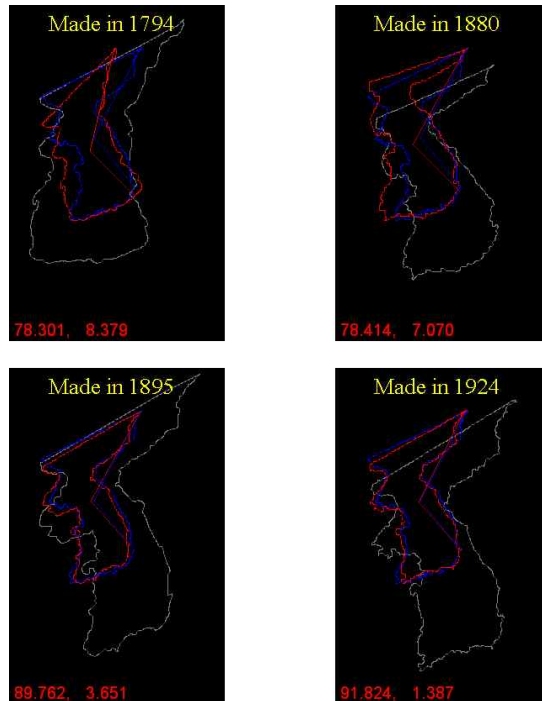 Made in 1794
78.301, 8.379
Made in 1880
78.414, 7.070
Made in 1895
89.762, 3.651
Made in 1924
91.824, 1.387